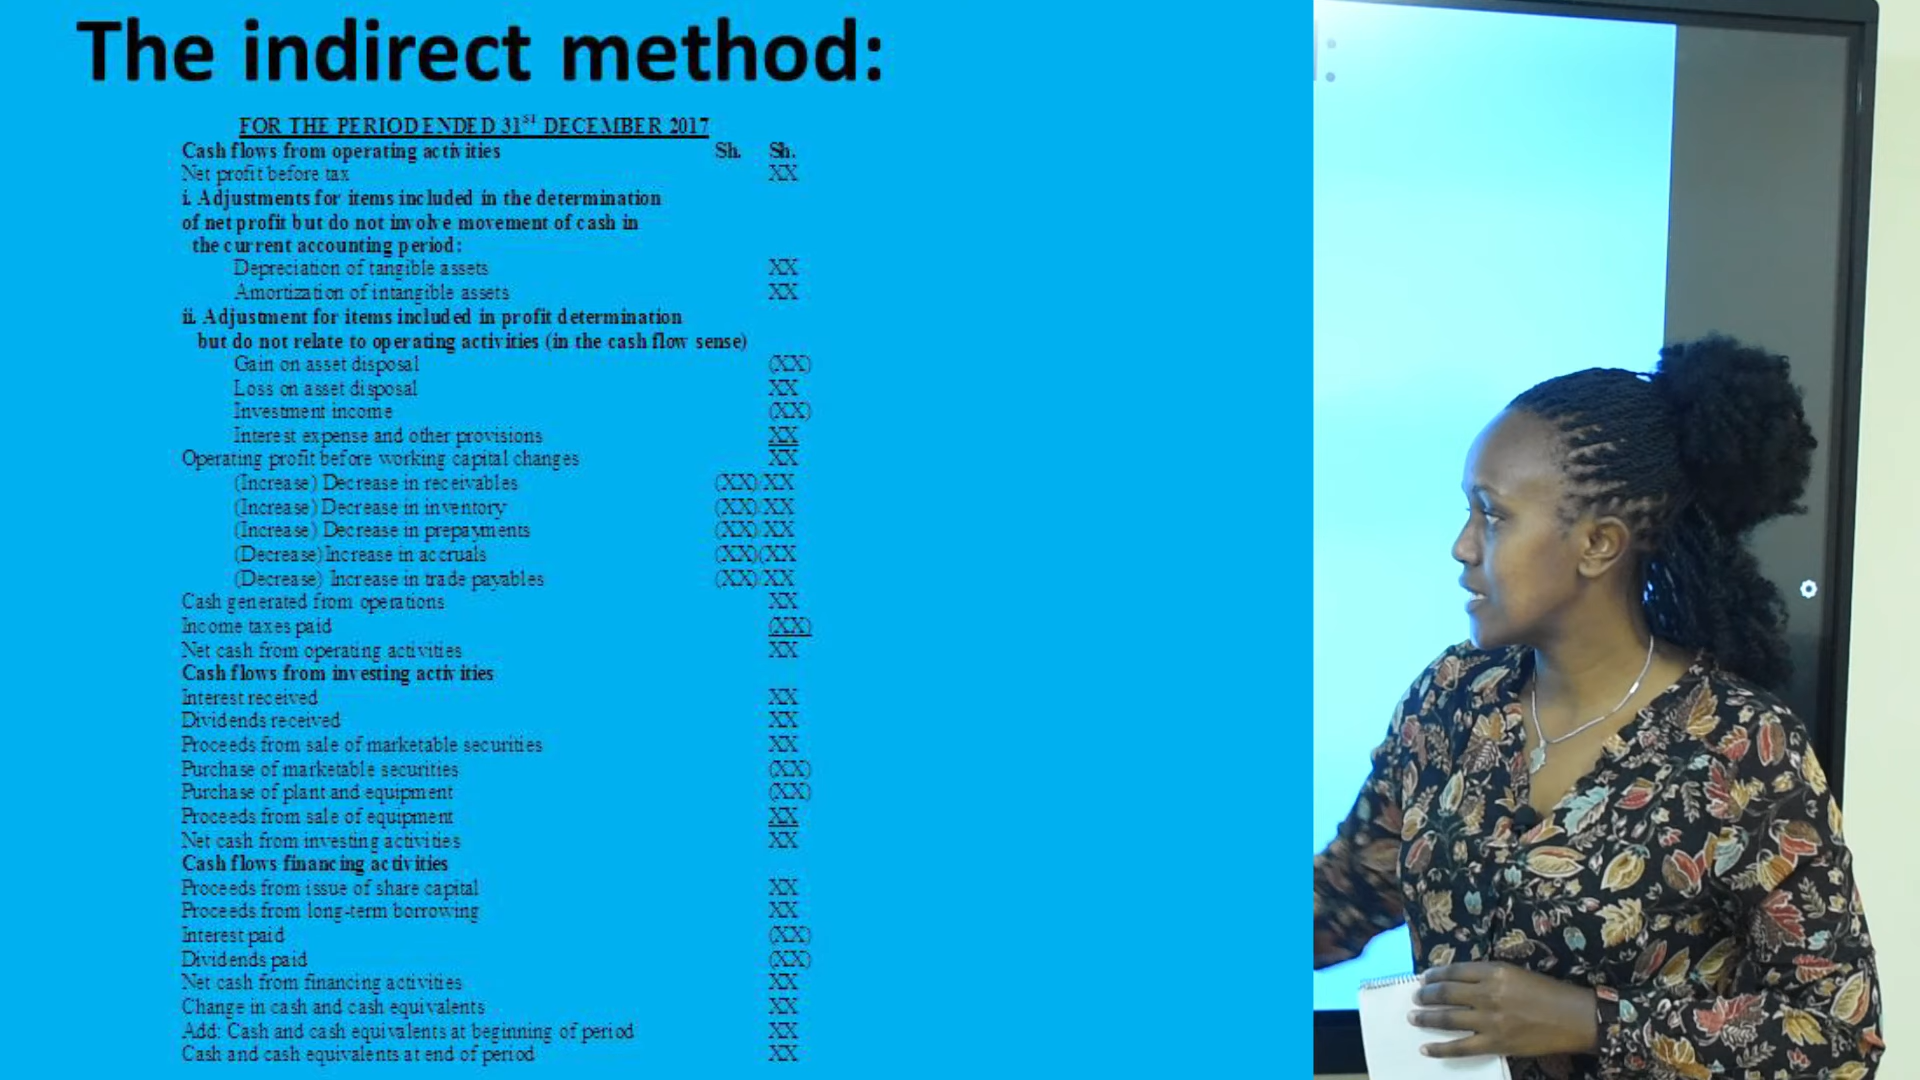 The indirect method:
FOR THE PERIOD ENDED 31ST DECEMBER 2017
Cash flows from operating activities Sh. Sh.
Net profit before tax XX
i. Adjustments for items included in the determination
of net profit but do not involve movement of cash in
the current accounting period:
Depreciation of tangible assets XX
Amortization of intangible assets XX
ii. Adjustment for items included in profit determination
but do not relate to operating activities (in the cash flow sense)
Gain on asset disposal (XX)
Loss on asset disposal XX
Investment income (XX)
Interest expense and other provisions XX
Operating profit before working capital changes XX
(Increase) Decrease in receivables (XX)/XX
(Increase) Decrease in inventory (XX)/XX
(Increase) Decrease in prepayments (XX)/XX
(Decrease)Increase in accruals (XX)(XX
(Decrease) Increase in trade payables (XX)/XX
Cash generated from operations XX
Income taxes paid (XX)
Net cash from operating activities XX
Cash flows from investing activities
Interest received XX
Dividends received XX
Proceeds from sale of marketable securities XX
Purchase of marketable securities (XX)
Purchase of plant and equipment (XX)
Proceeds from sale of equipment XX
Net cash from investing activities XX
Cash flows financing activities
Proceeds from issue of share capital XX
Proceeds from long-term borrowing XX
Interest paid (XX)
Dividends paid (XX)
Net cash from financing activities XX
Change in cash and cash equivalents XX
Add: Cash and cash equivalents at beginning of period XX
Cash and cash equivalents at end of period XX